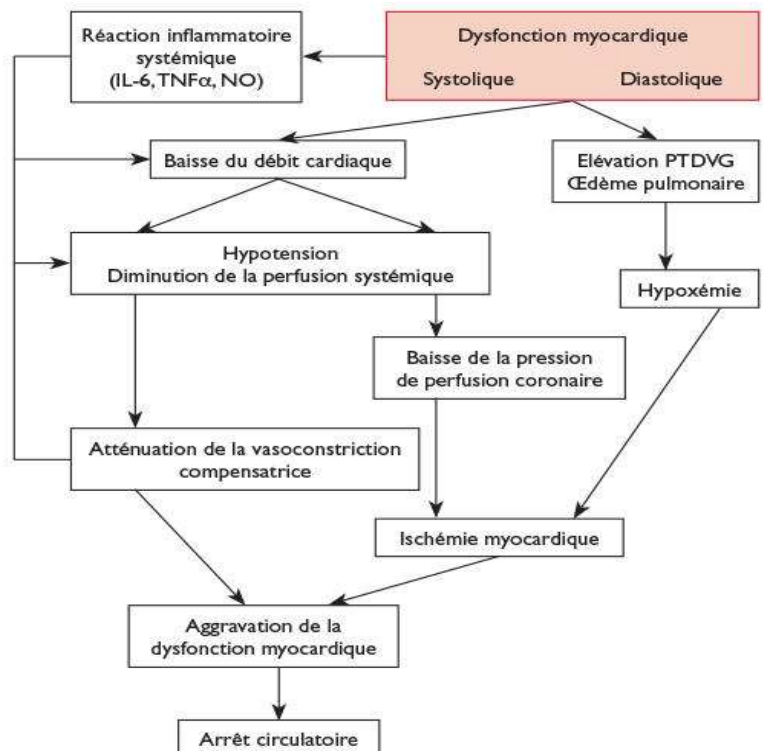 Réaction inflammatoire
systémique
(IL-6, TNFα, NO)
Dysfonction myocardique
Systolique Diastolique
Baisse du débit cardiaque
Elévation PTDVG
Œdème pulmonaire
Hypotension
Diminution de la perfusion systémique
Hypoxémie
Baisse de la pression
de perfusion coronaire
Atténuation de la vasoconstriction
compensatrice
Ischémie myocardique
Aggravation de la
dysfonction myocardique
Arrêt circulatoire